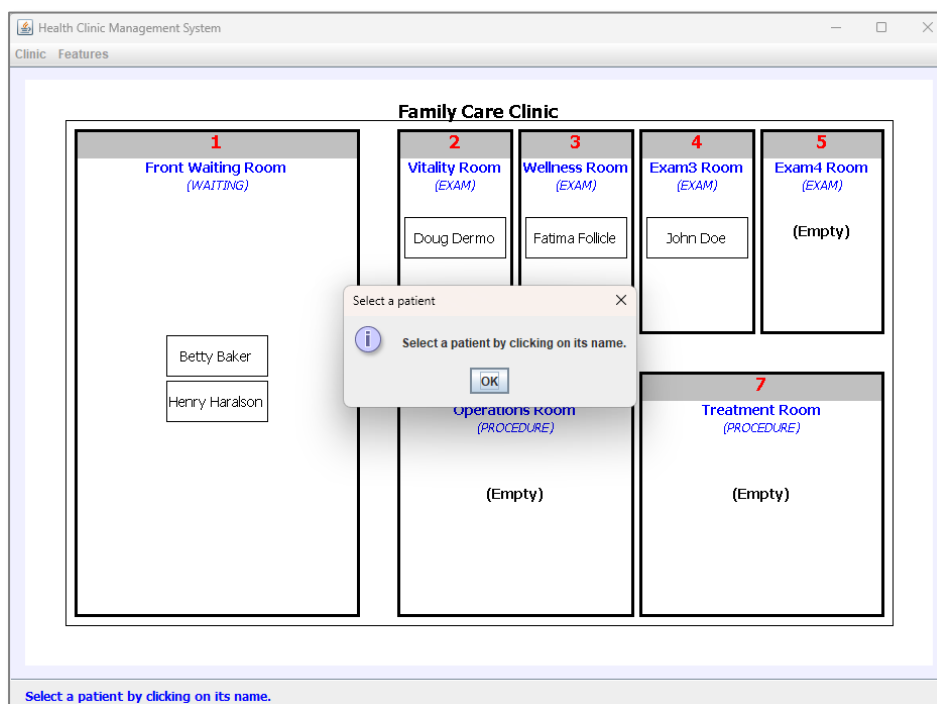 Health Clinic Management System
Clinic Features
Family Care Clinic
1
Front Waiting Room
(WAITING)
Betty Baker
Henry Haralson
2
Vitality Room
(EXAM)
Doug Dermo
3
Wellness Room
(EXAM)
Fatima Follicle
4
Exam3 Room
(EXAM)
John Doe
5
Exam4 Room
(EXAM)
(Empty)
Select a patient
Select a patient by clicking on its name.
OK
Operations Room
(PROCEDURE)
(Empty)
7
Treatment Room
(PROCEDURE)
(Empty)
Select a patient by clicking on its name.